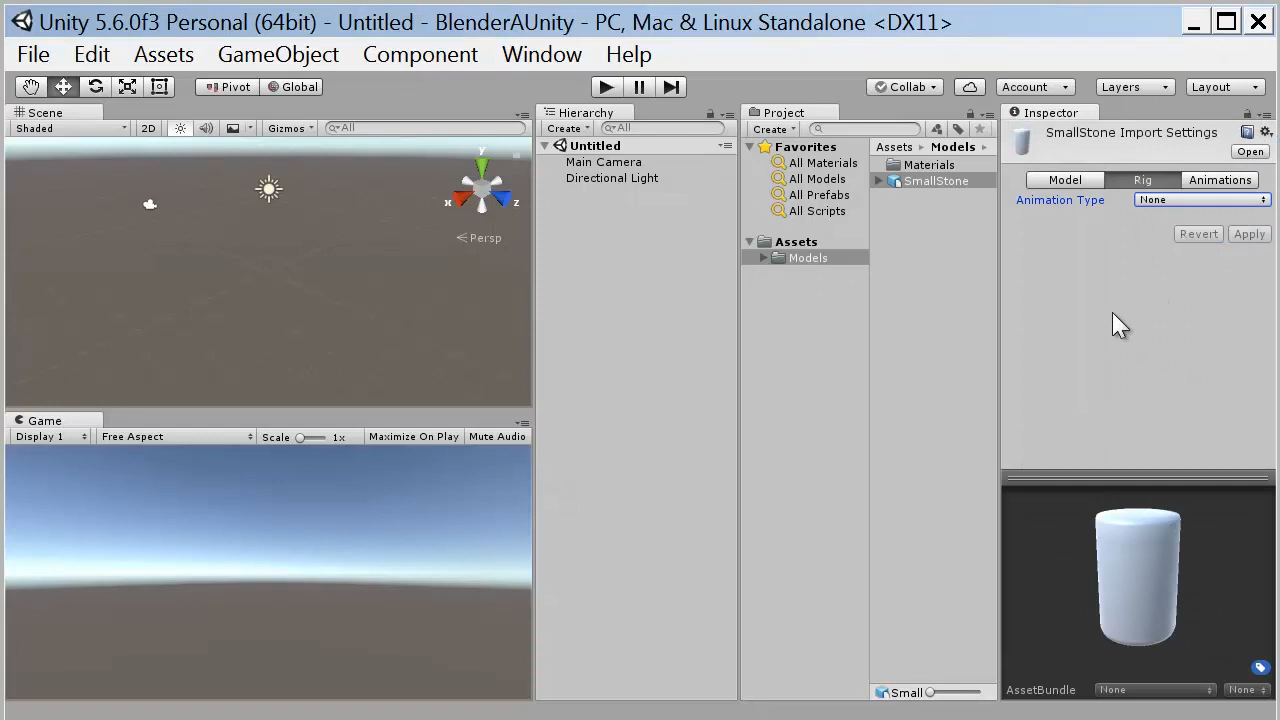 Unity 5.6.0f3 Personal (64bit) - Untitled - BlenderAUnity - PC, Mac & Linux Standalone <DX11>
File Edit Assets GameObject Component Window Help
Pivot Global Collab Account Layers Layout
Scene
Shaded 2D Gizmos All
y
x
z
Persp
Game
Display 1 Free Aspect Scale 1x Maximize On Play Mute Audio
Hierarchy
Create All
Untitled
Main Camera
Directional Light
Project
Create
Favorites
All Materials
All Models
All Prefabs
All Scripts
Assets
Models
Assets Models
Materials
SmallStone
Small
Inspector
SmallStone Import Settings
Open
Model Rig Animations
Animation Type None
Revert Apply
AssetBundle None None